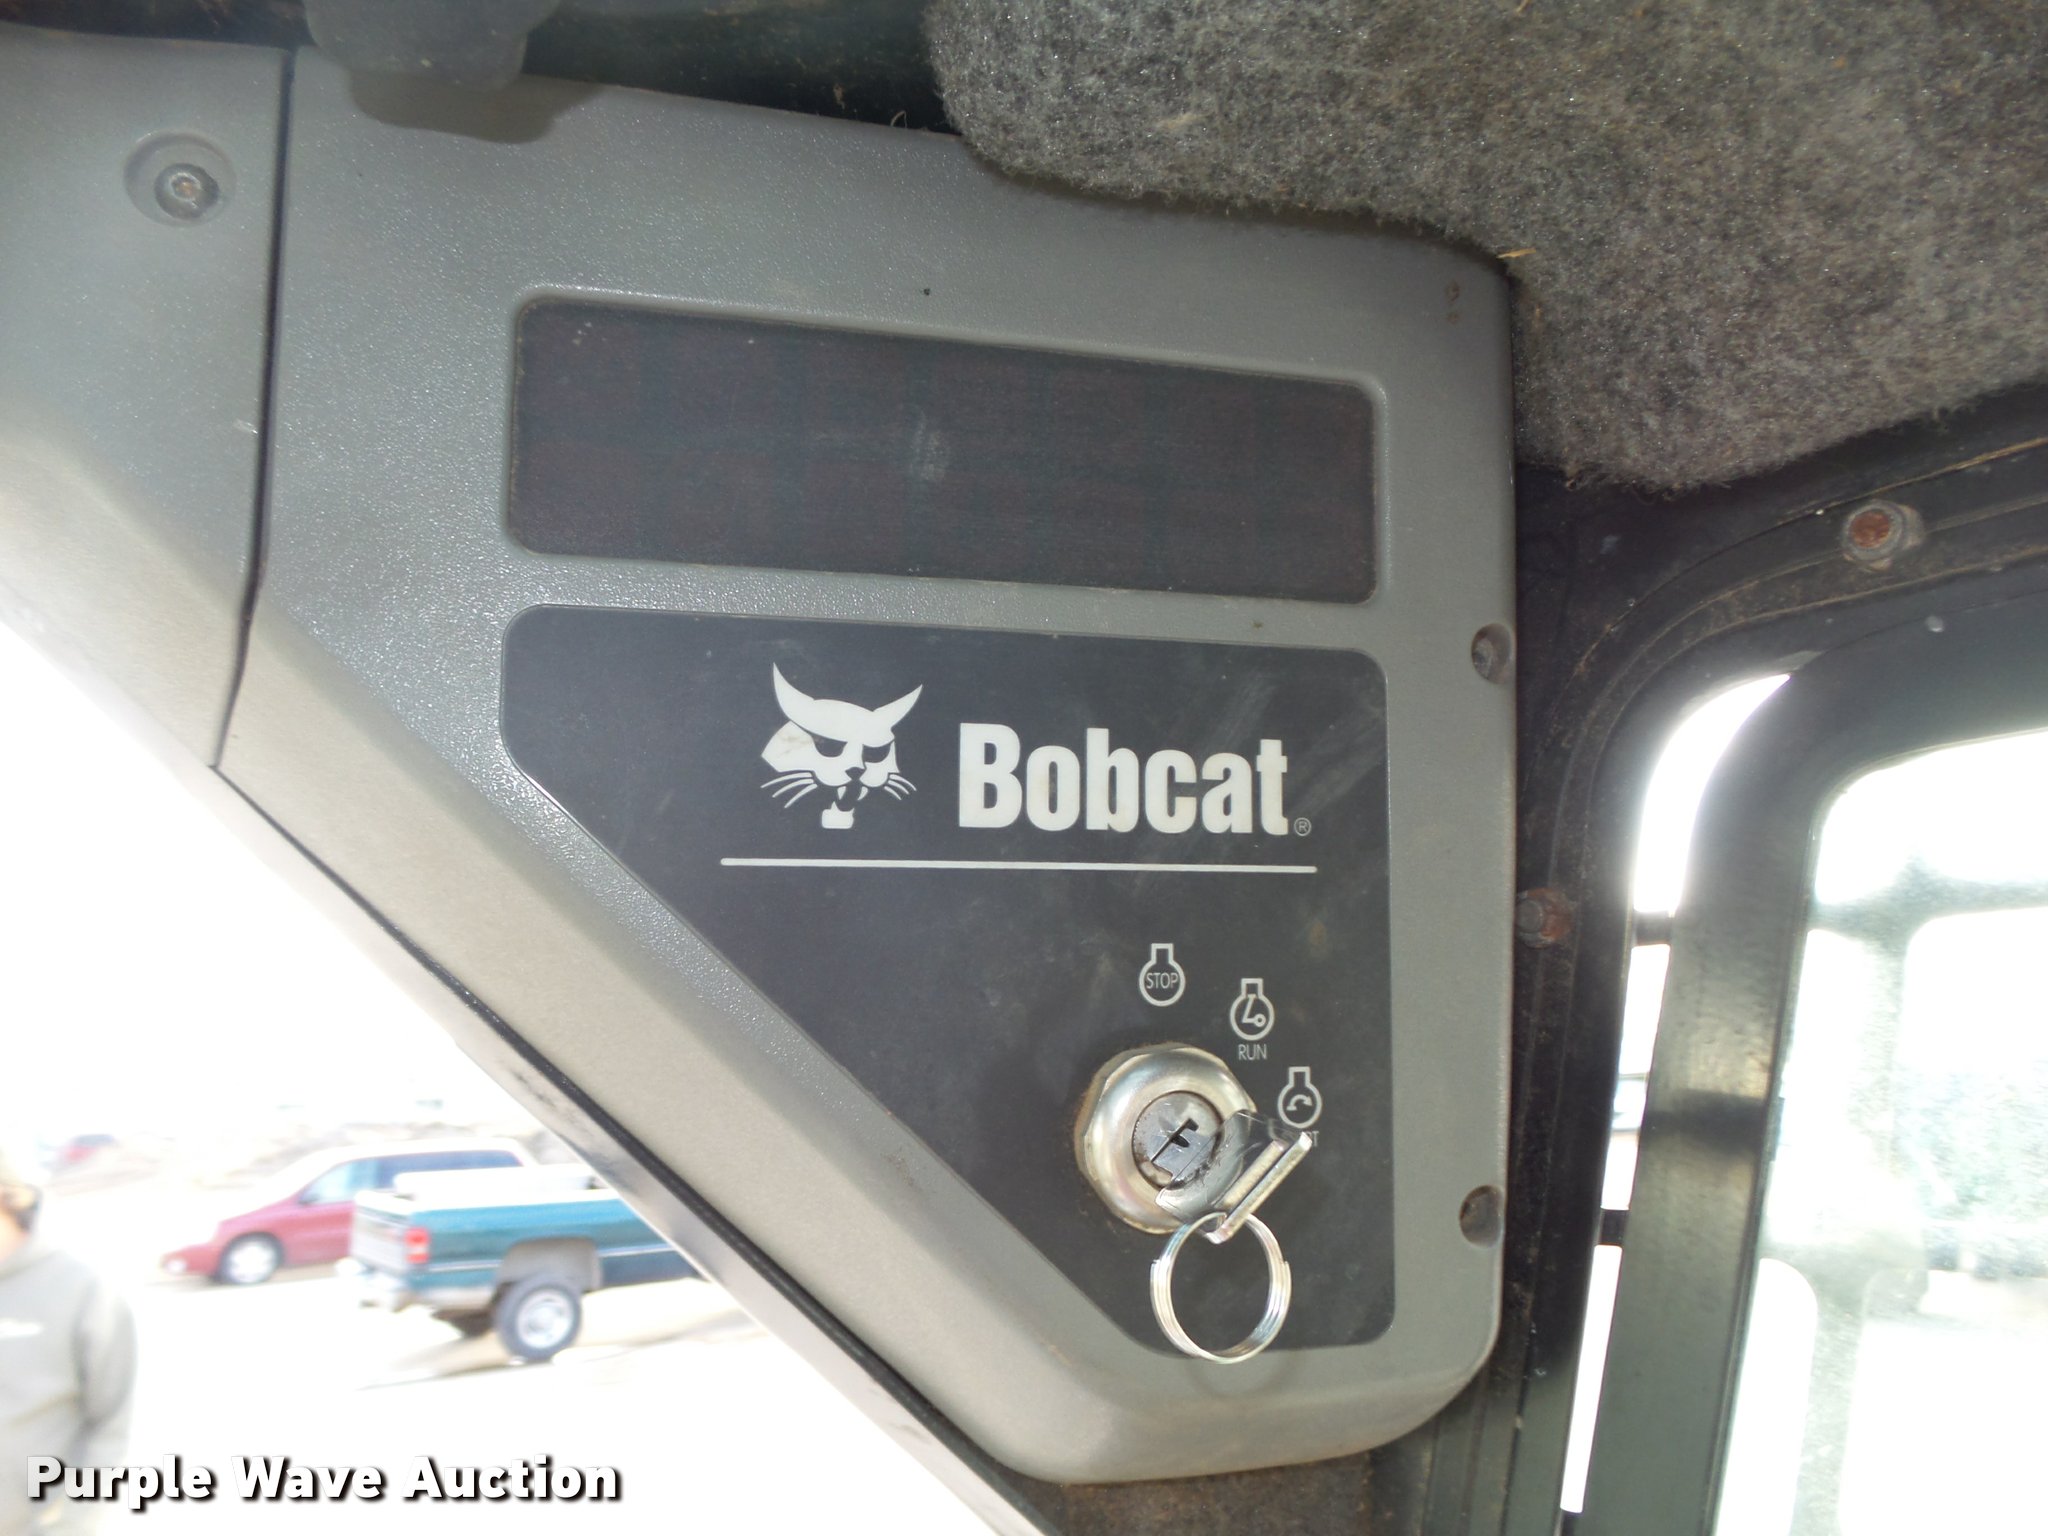 Bobcat®
STOP
RUN
Purple Wave Auction